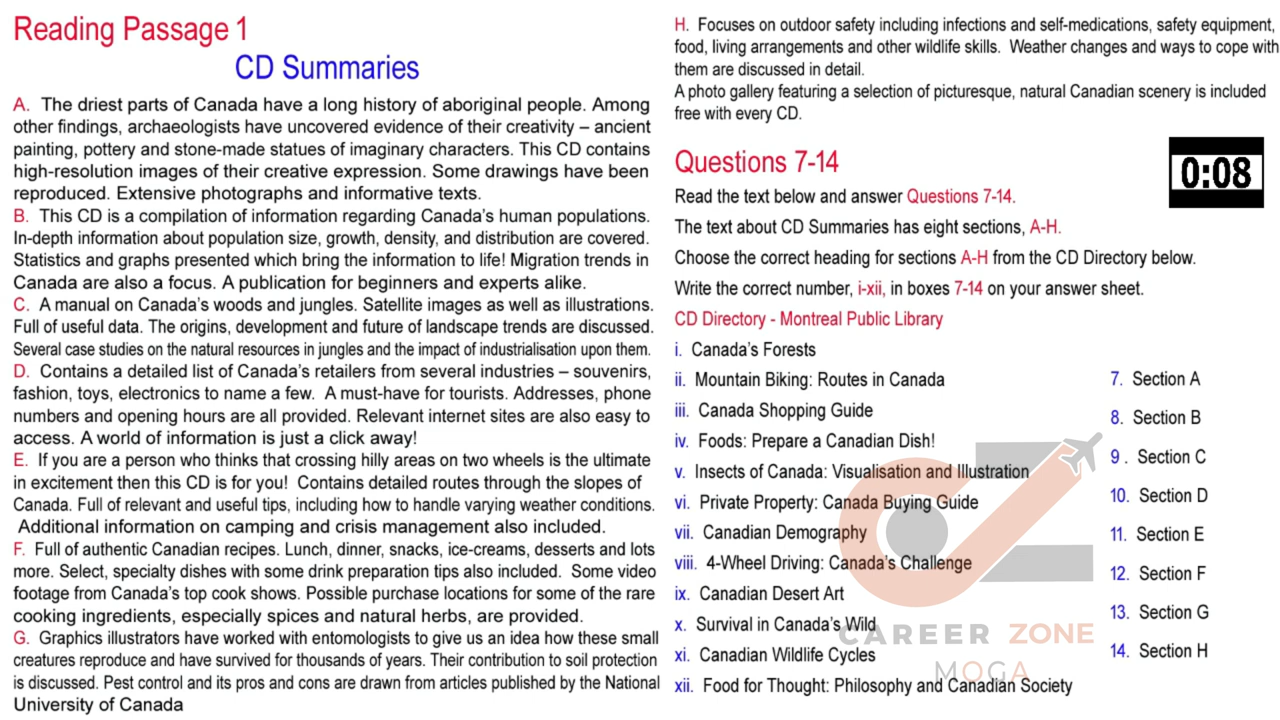 Reading Passage 1
CD Summaries
A. The driest parts of Canada have a long history of aboriginal people. Among
other findings, archaeologists have uncovered evidence of their creativity – ancient
painting, pottery and stone-made statues of imaginary characters. This CD contains
high-resolution images of their creative expression. Some drawings have been
reproduced. Extensive photographs and informative texts.
B. This CD is a compilation of information regarding Canada's human populations.
In-depth information about population size, growth, density, and distribution are covered.
Statistics and graphs presented which bring the information to life! Migration trends in
Canada are also a focus. A publication for beginners and experts alike.
C. A manual on Canada's woods and jungles. Satellite images as well as illustrations.
Full of useful data. The origins, development and future of landscape trends are discussed.
Several case studies on the natural resources in jungles and the impact of industrialisation upon them.
D. Contains a detailed list of Canada's retailers from several industries – souvenirs,
fashion, toys, electronics to name a few. A must-have for tourists. Addresses, phone
numbers and opening hours are all provided. Relevant internet sites are also easy to
access. A world of information is just a click away!
E. If you are a person who thinks that crossing hilly areas on two wheels is the ultimate
in excitement then this CD is for you! Contains detailed routes through the slopes of
Canada. Full of relevant and useful tips, including how to handle varying weather conditions.
Additional information on camping and crisis management also included.
F. Full of authentic Canadian recipes. Lunch, dinner, snacks, ice-creams, desserts and lots
more. Select, specialty dishes with some drink preparation tips also included. Some video
footage from Canada's top cook shows. Possible purchase locations for some of the rare
cooking ingredients, especially spices and natural herbs, are provided.
G. Graphics illustrators have worked with entomologists to give us an idea how these small
creatures reproduce and have survived for thousands of years. Their contribution to soil protection
is discussed. Pest control and its pros and cons are drawn from articles published by the National
University of Canada
H. Focuses on outdoor safety including infections and self-medications, safety equipment,
food, living arrangements and other wildlife skills. Weather changes and ways to cope with
them are discussed in detail.
A photo gallery featuring a selection of picturesque, natural Canadian scenery is included
free with every CD.
Questions 7-14
0:08
Read the text below and answer Questions 7-14.
The text about CD Summaries has eight sections, A-H.
Choose the correct heading for sections A-H from the CD Directory below.
Write the correct number, i-xii, in boxes 7-14 on your answer sheet.
CD Directory - Montreal Public Library
i. Canada's Forests
ii. Mountain Biking: Routes in Canada
iii. Canada Shopping Guide
iv. Foods: Prepare a Canadian Dish!
v. Insects of Canada: Visualisation and Illustration
vi. Private Property: Canada Buying Guide
vii. Canadian Demography
viii. 4-Wheel Driving: Canada's Challenge
ix. Canadian Desert Art
x. Survival in Canada's Wild
xi. Canadian Wildlife Cycles
xii. Food for Thought: Philosophy and Canadian Society
7. Section A
8. Section B
9 . Section C
10. Section D
11. Section E
12. Section F
13. Section G
14. Section H
CAREER ZONE
MOGA